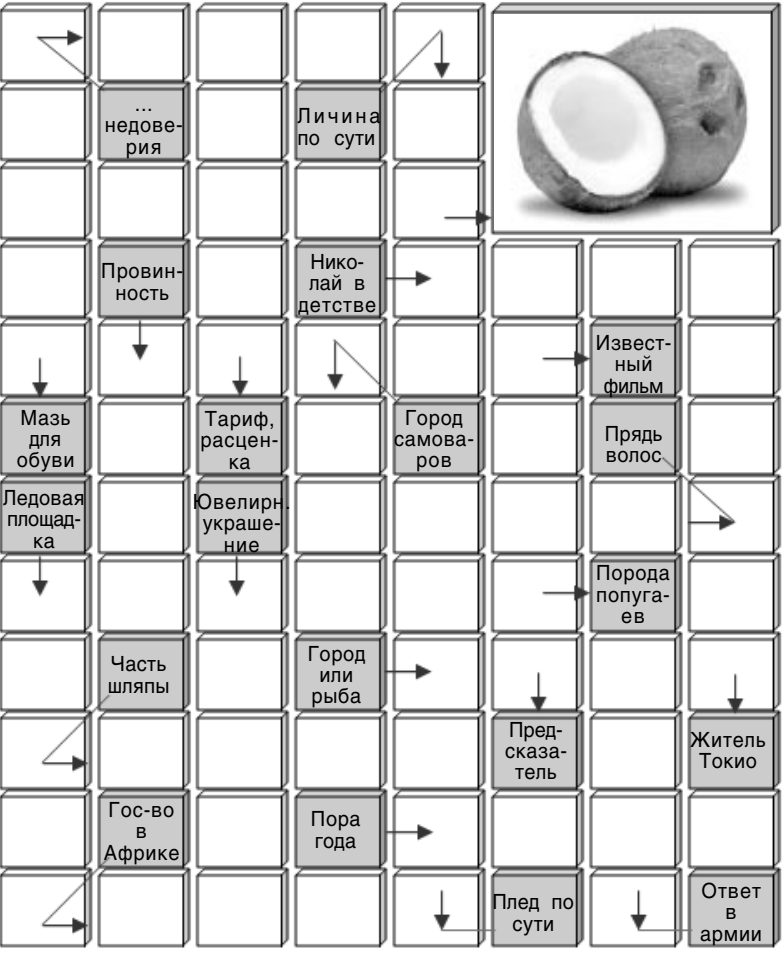 ...
недове-
рия
Личина
по сути
Провин-
ность
Нико-
лай в
детстве
Извест-
ный
фильм
Мазь
для
обуви
Тариф,
расцен-
ка
Город
самова-
ров
Прядь
волос
Ледовая
площад-
ка
Ювелирн.
украше-
ние
Порода
попуга-
ев
Часть
шляпы
Город
или
рыба
Пред-
сказа-
тель
Житель
Токио
Гос-во
в
Африке
Пора
года
Плед по
сути
Ответ
в
армии